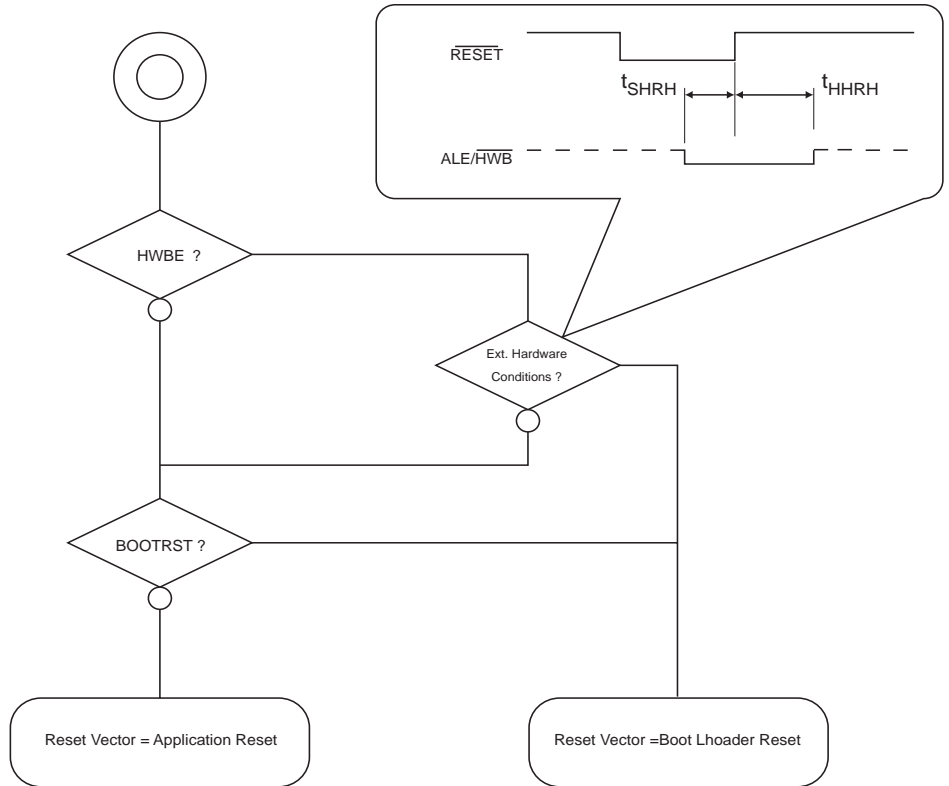 RESET
tSHRH
tHHRH
ALE/HWB
HWBE ?
Ext. Hardware
Conditions ?
BOOTRST ?
Reset Vector = Application Reset
Reset Vector =Boot Lhoader Reset